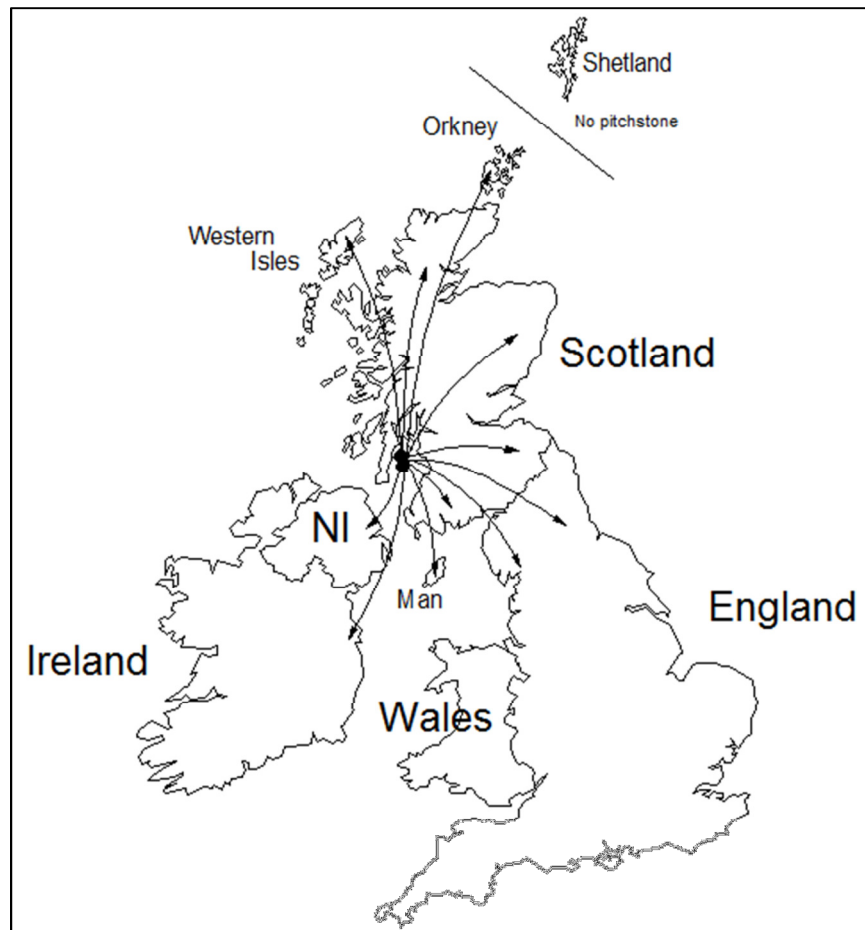 Shetland
No pitchstone
Orkney
Western
Isles
Scotland
NI
Man
England
Ireland
Wales